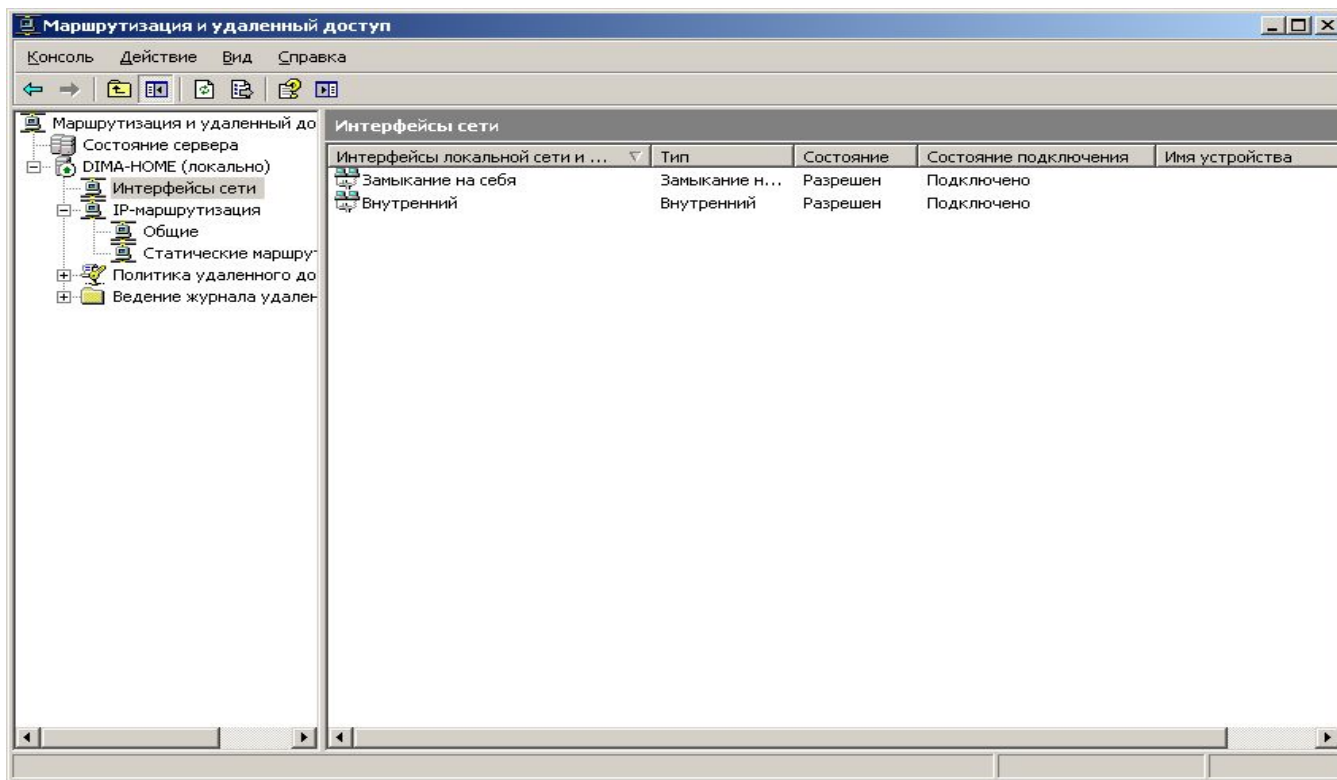 Маршрутизация и удаленный доступ
Консоль Действие Вид Справка
Маршрутизация и удаленный до
Состояние сервера
DIMA-HOME (локально)
Интерфейсы сети
IP-маршрутизация
Общие
Статические маршру
Политика удаленного до
Ведение журнала удален
Интерфейсы сети
Интерфейсы локальной сети и ... Тип Состояние Состояние подключения Имя устройства
Замыкание на себя Замыкание н... Разрешен Подключено
Внутренний Внутренний Разрешен Подключено